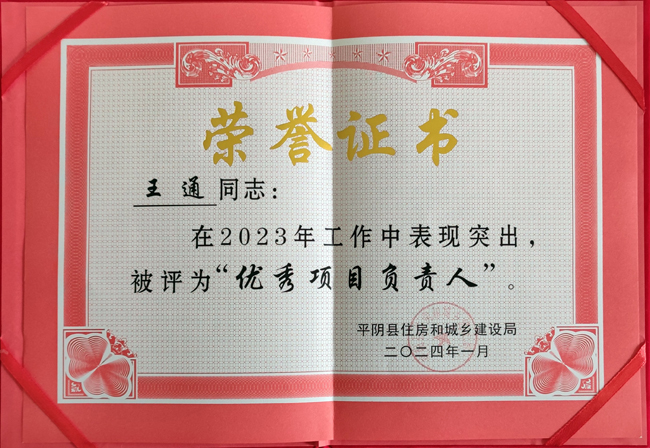 荣誉证书
王通同志：
在2023年工作中表现突出，
被评为“优秀项目负责人”。
平阴县住房和城乡建设局
二〇二四年一月